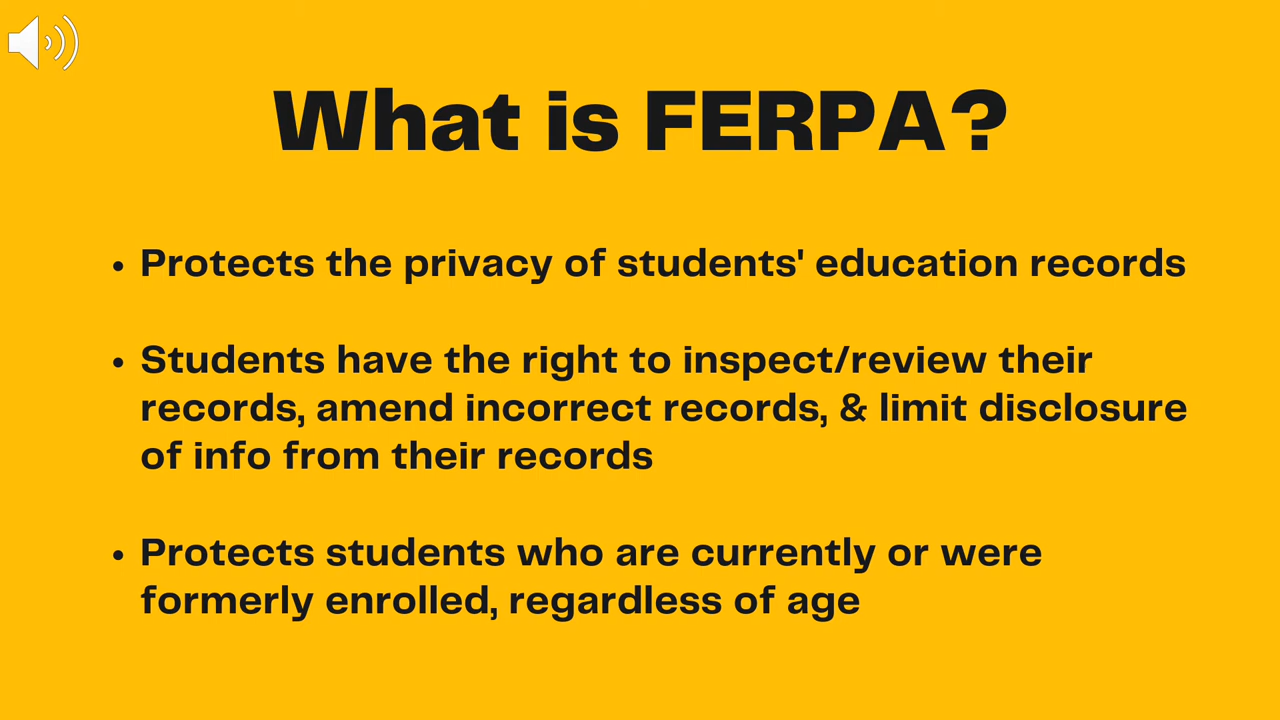 What is FERPA?
• Protects the privacy of students' education records
• Students have the right to inspect/review their
records, amend incorrect records, & limit disclosure
of info from their records
• Protects students who are currently or were
formerly enrolled, regardless of age